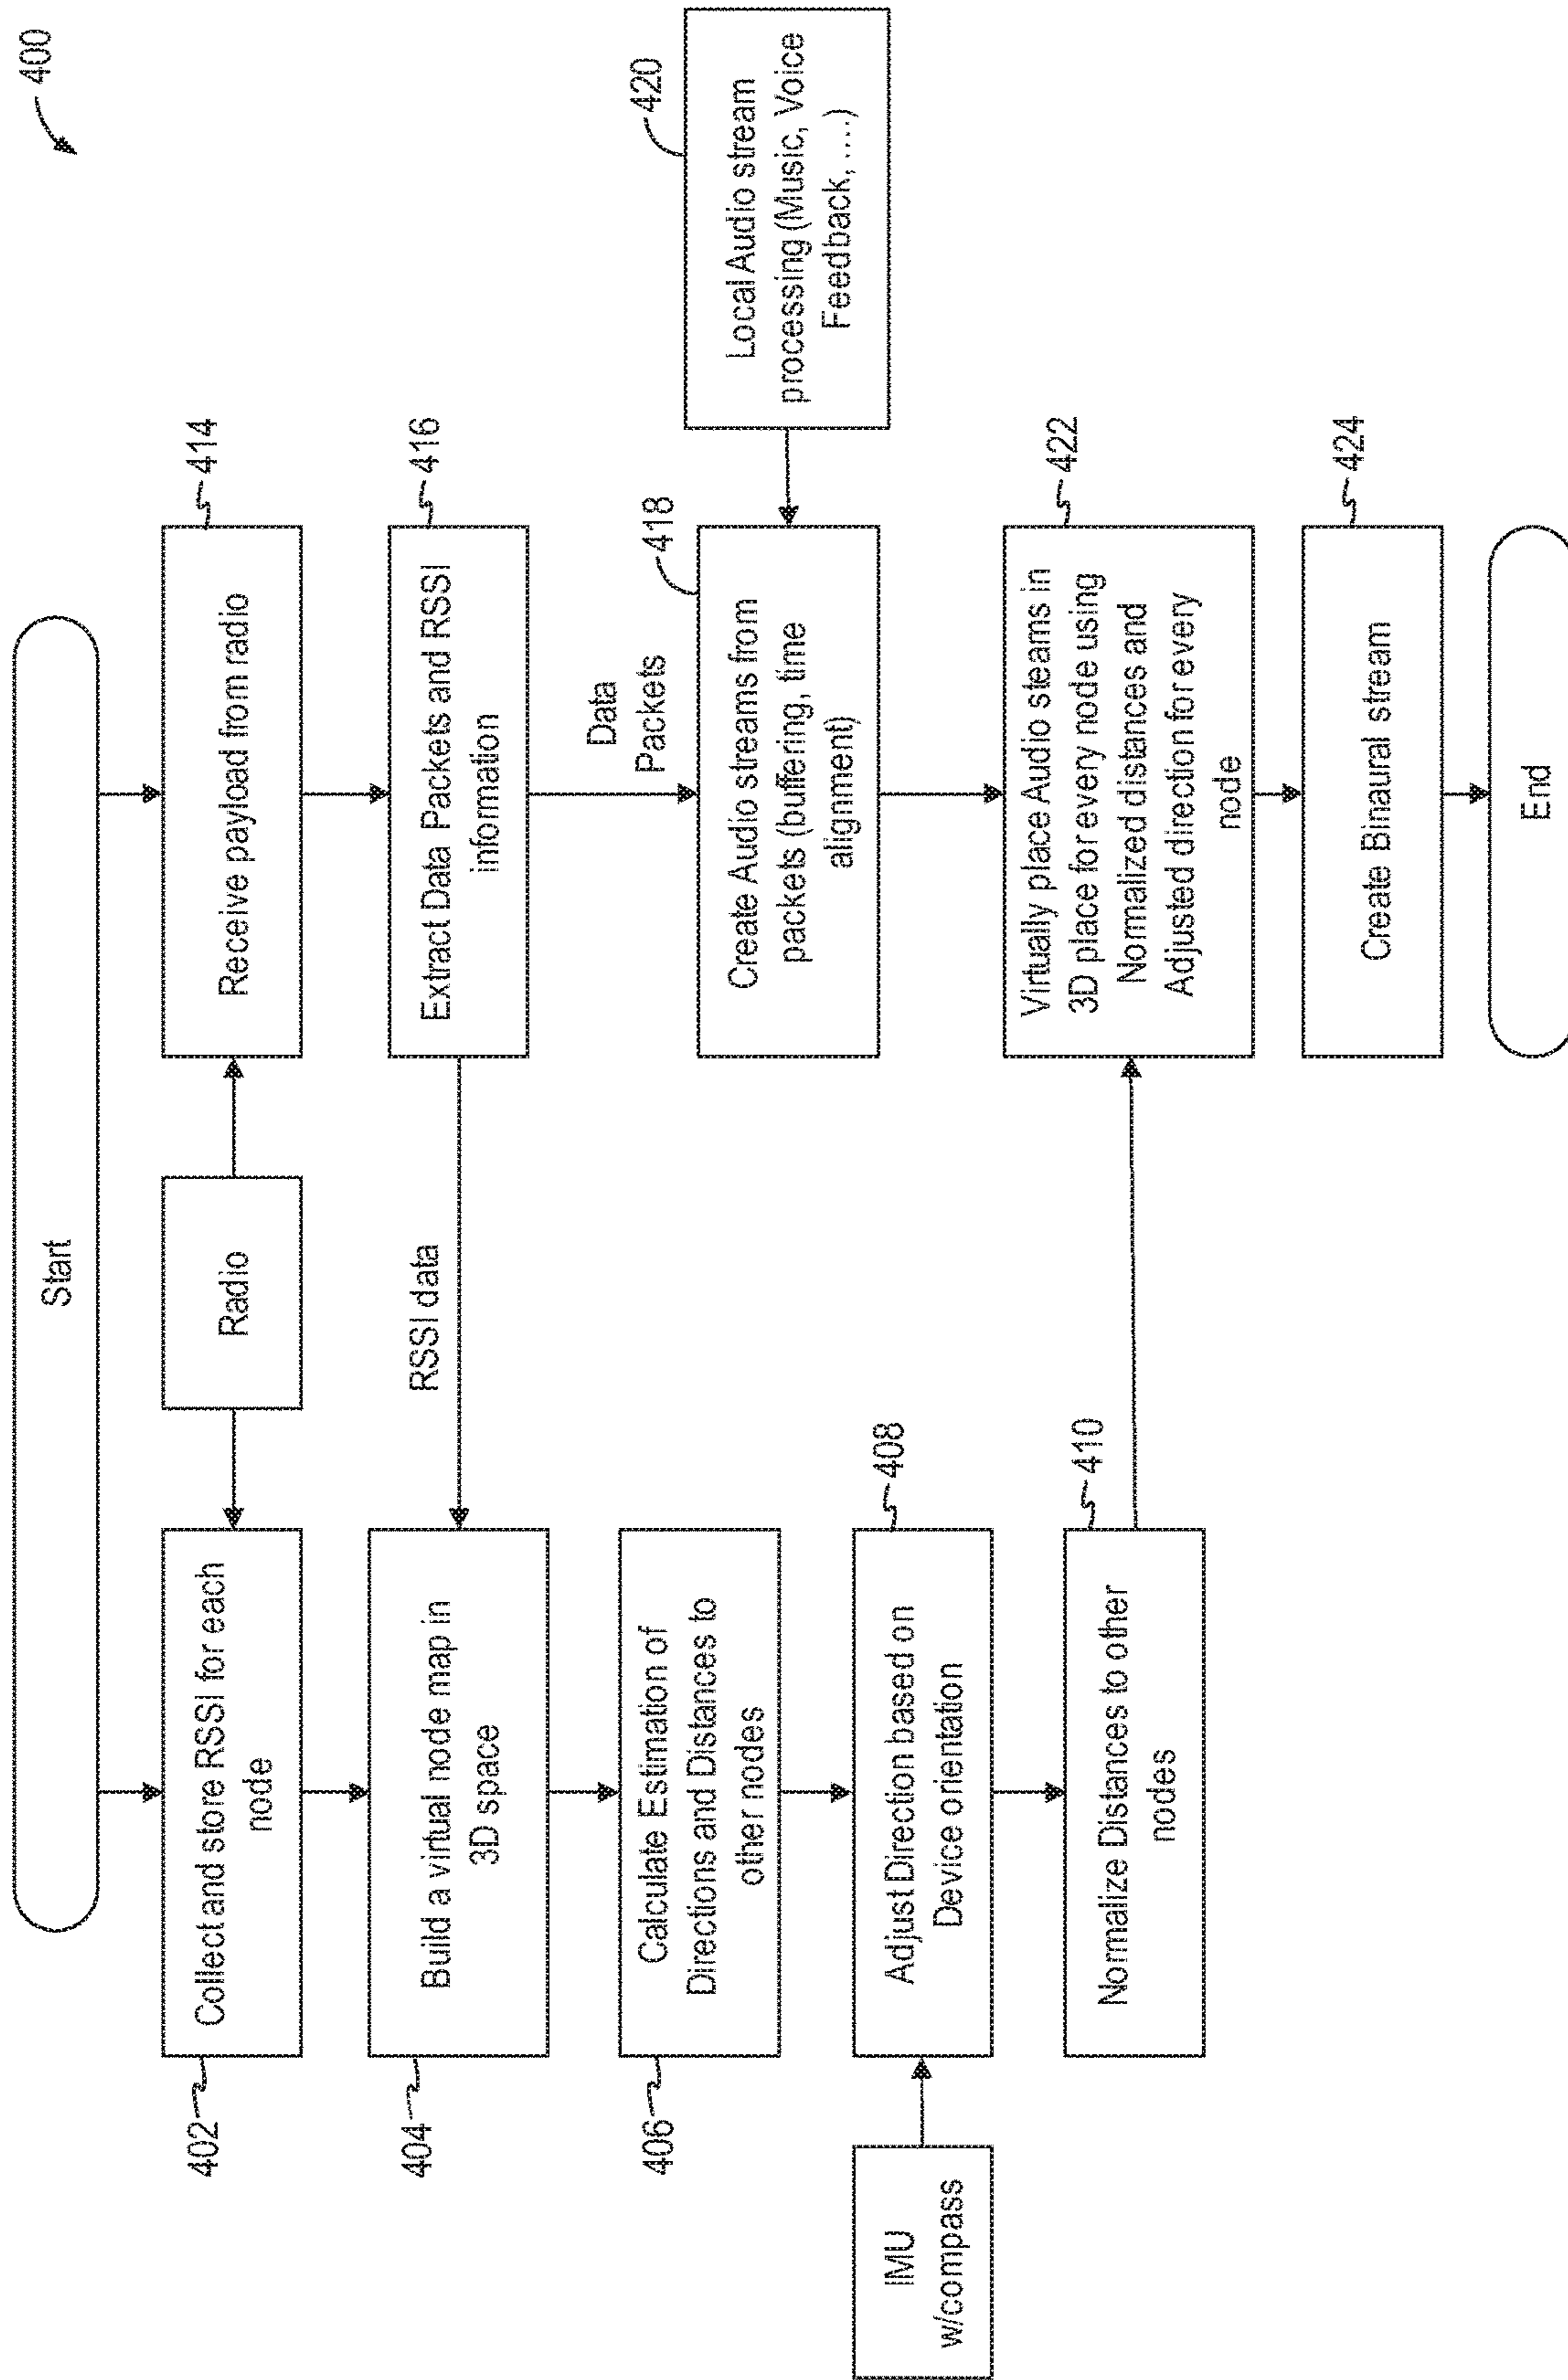 400
Start
Radio
402
Collect and store RSSI for each
node
414
Receive payload from radio
404
Build a virtual node map in
3D space
RSSI data
416
Extract Data Packets and RSSI
information
Data
Packets
406
Calculate Estimation of
Directions and Distances to
other nodes
418
Create Audio streams from
packets (buffering, time
alignment)
420
Local Audio stream
processing (Music, Voice
Feedback, ....)
IMU
w/compass
408
Adjust Direction based on
Device orientation
410
Normalize Distances to other
nodes
422
Virtually place Audio steams in
3D place for every node using
Normalized distances and
Adjusted direction for every
node
424
Create Binaural stream
End